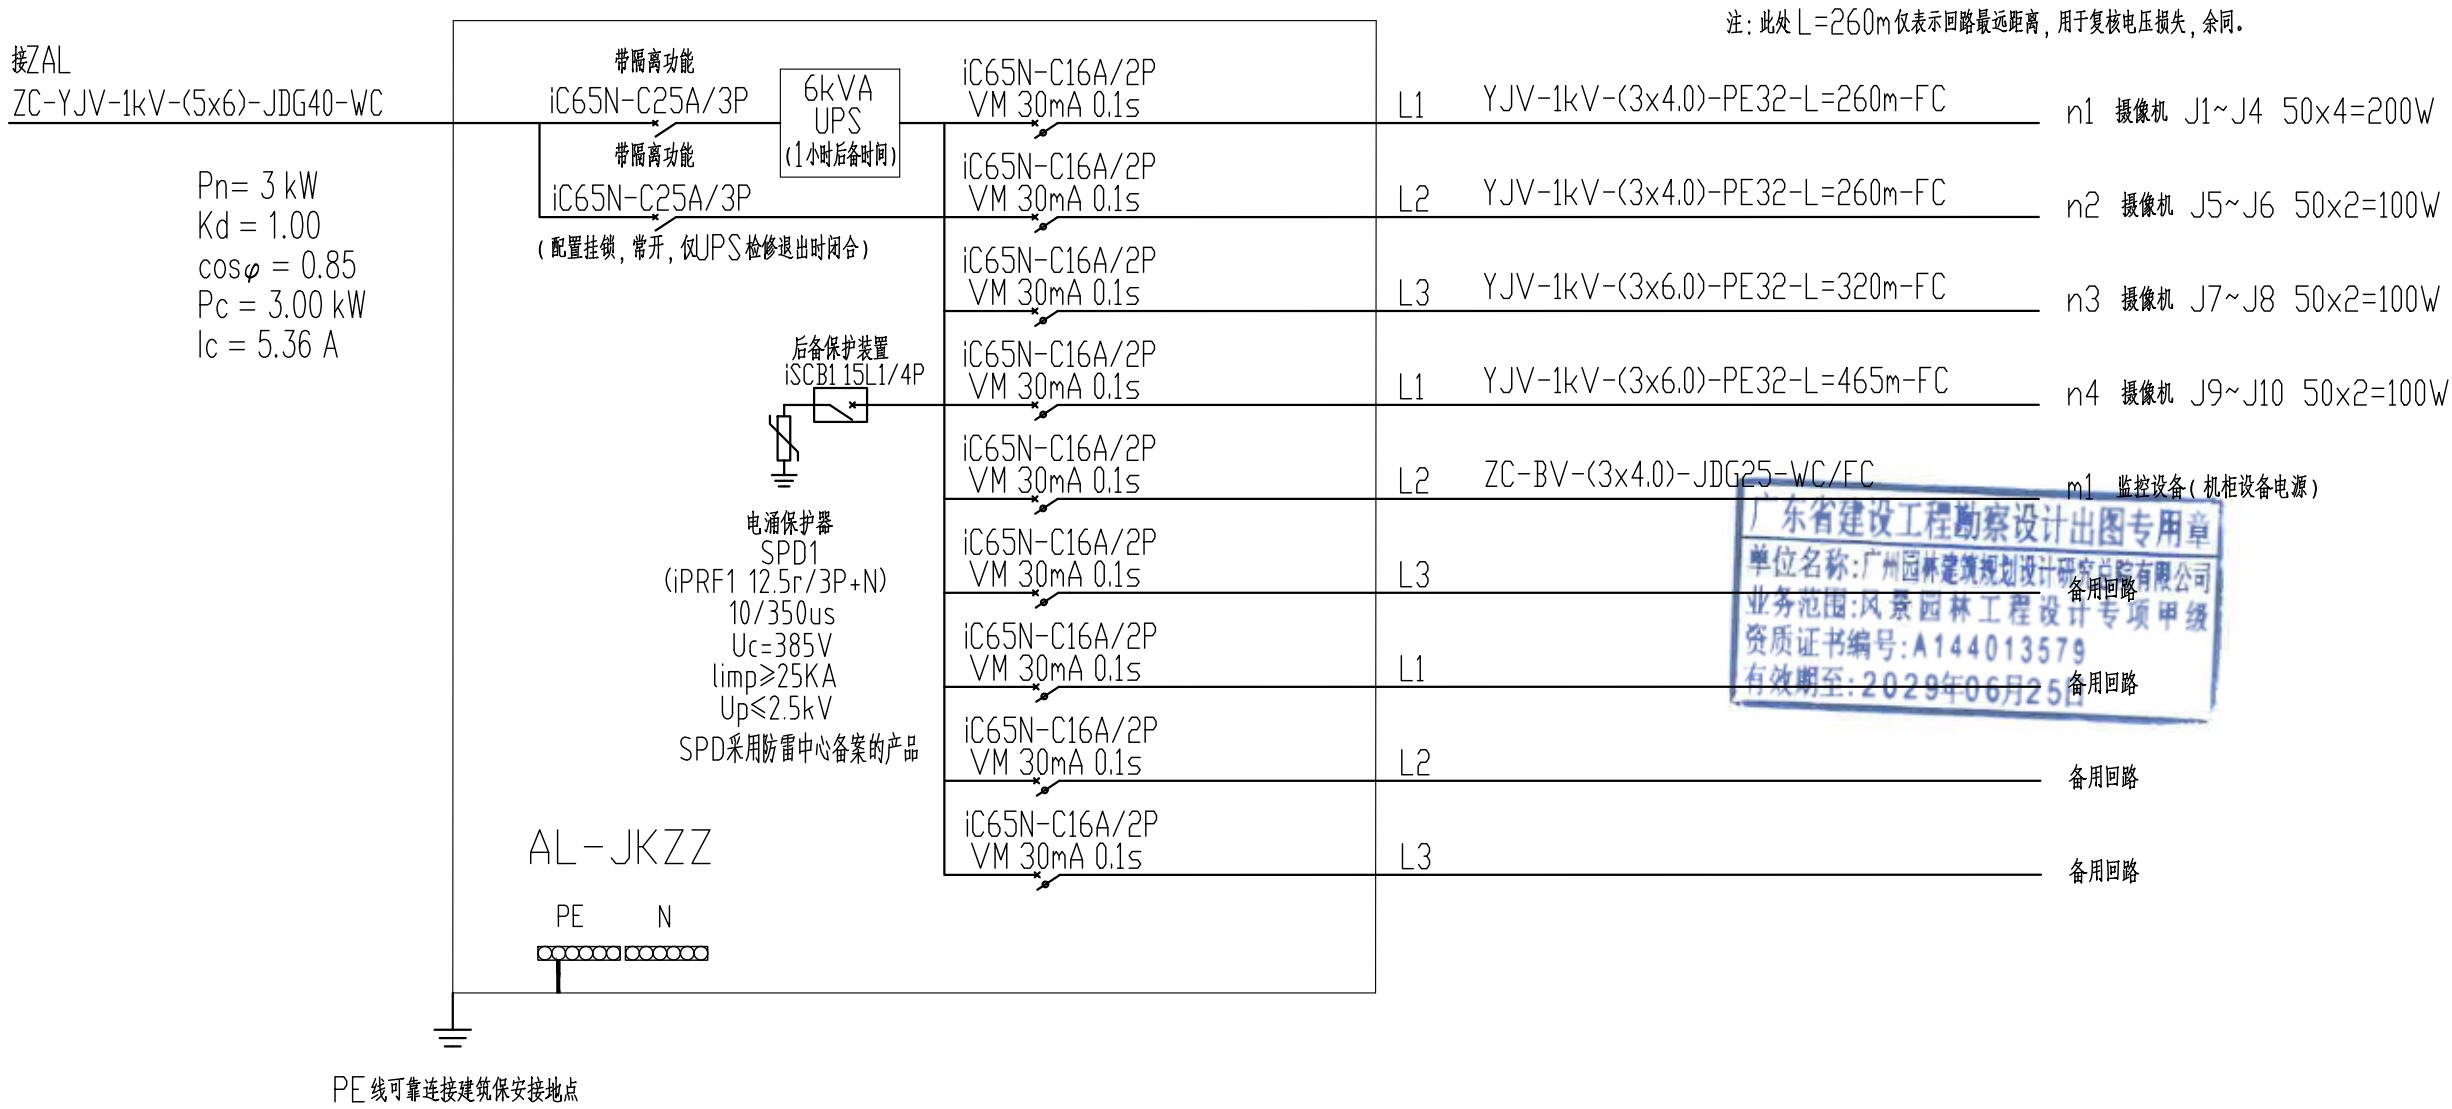 注：此处L=260m仅表示回路最远距离，用于复核电压损失，余同。
接ZAL
ZC-YJV-1kV-(5x6)-JDG40-WC
Pn= 3 kW
Kd = 1.00
cosφ = 0.85
Pc = 3.00 kW
Ic = 5.36 A
带隔离功能
iC65N-C25A/3P
带隔离功能
iC65N-C25A/3P
(配置挂锁，常开，仅UPS检修退出时闭合)
6kVA
UPS
(1小时后备时间)
iC65N-C16A/2P
VM 30mA 0.1s
L1 YJV-1kV-(3x4.0)-PE32-L=260m-FC n1 摄像机 J1~J4 50x4=200W
iC65N-C16A/2P
VM 30mA 0.1s
L2 YJV-1kV-(3x4.0)-PE32-L=260m-FC n2 摄像机 J5~J6 50x2=100W
iC65N-C16A/2P
VM 30mA 0.1s
L3 YJV-1kV-(3x6.0)-PE32-L=320m-FC n3 摄像机 J7~J8 50x2=100W
iC65N-C16A/2P
VM 30mA 0.1s
L1 YJV-1kV-(3x6.0)-PE32-L=465m-FC n4 摄像机 J9~J10 50x2=100W
iC65N-C16A/2P
VM 30mA 0.1s
L2 ZC-BV-(3x4.0)-JDG25-WC/FC m1 监控设备(机柜设备电源)
iC65N-C16A/2P
VM 30mA 0.1s
L3 备用回路
iC65N-C16A/2P
VM 30mA 0.1s
L1 备用回路
iC65N-C16A/2P
VM 30mA 0.1s
L2 备用回路
iC65N-C16A/2P
VM 30mA 0.1s
L3 备用回路
后备保护装置
iSCB1 15L1/4P
电涌保护器
SPD1
(iPRF1 12.5r/3P+N)
10/350us
Uc=385V
limp≥25KA
Up≤2.5kV
SPD采用防雷中心备案的产品
AL-JKZZ
PE N
PE线可靠连接建筑保安接地点
广东省建设工程勘察设计出图专用章
单位名称:广州园林建筑规划设计研究总院有限公司
业务范围:风景园林工程设计专项甲级
资质证书编号:A144013579
有效期至:2029年06月25日